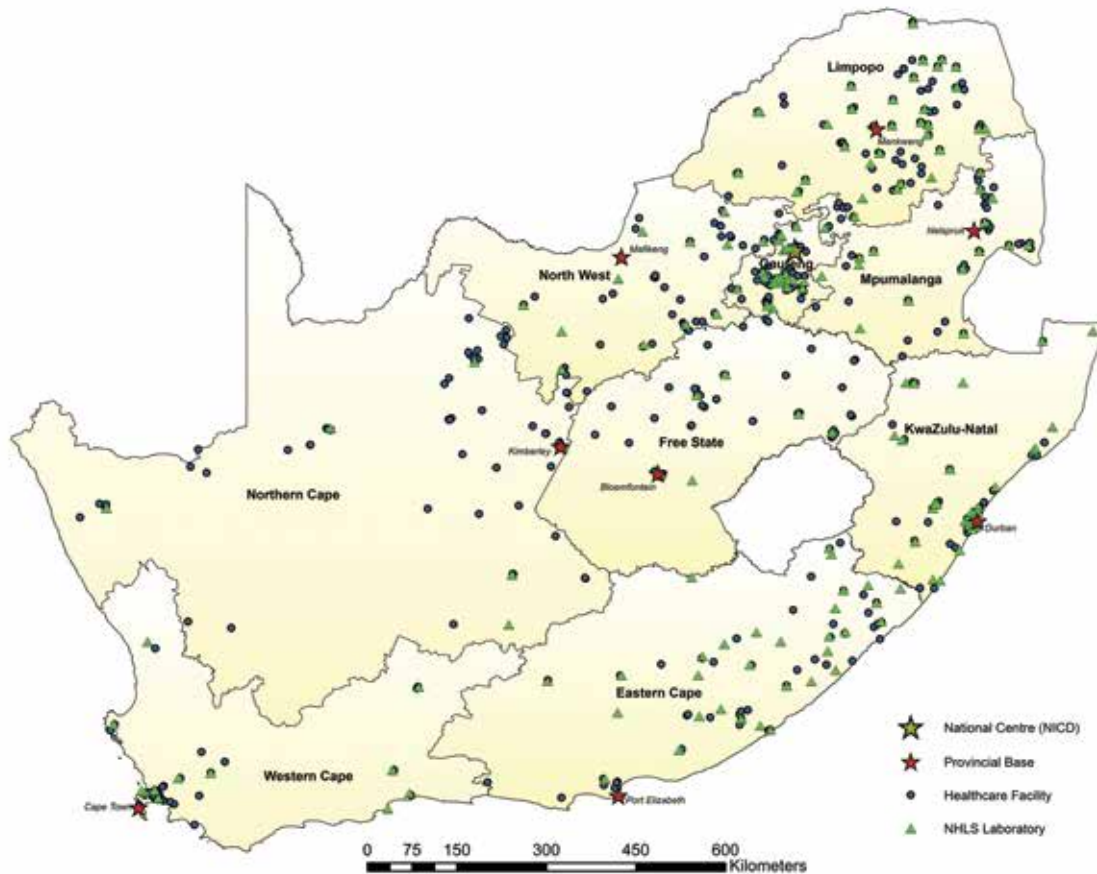 Limpopo
Mankweng
Nelspruit
Mafikeng
Gauteng
North West
Mpumalanga
KwaZulu-Natal
Free State
Kimberley
Bloemfontein
Northern Cape
Durban
Eastern Cape
Western Cape
Cape Town
Port Elizabeth
National Centre (NICD)
Provincial Base
Healthcare Facility
NHLS Laboratory
0 75 150 300 450 600
Kilometers